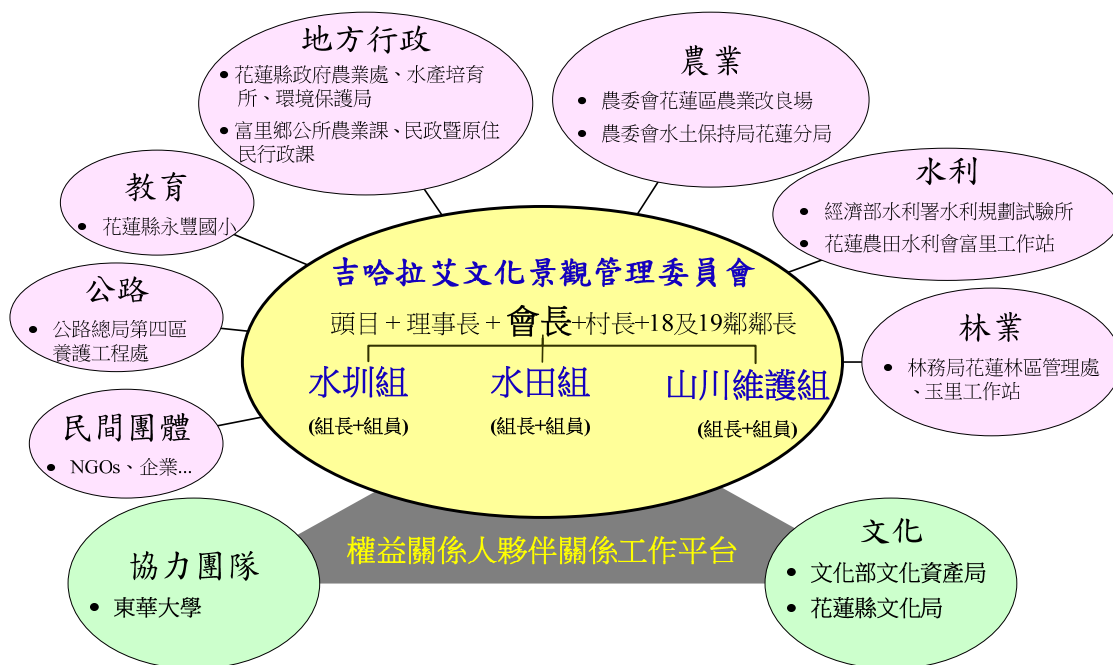 地方行政
• 花蓮縣政府農業處、水產培育
所、環境保護局
• 富里鄉公所農業課、民政暨原住
民行政課
農業
• 農委會花蓮區農業改良場
• 農委會水土保持局花蓮分局
教育
• 花蓮縣永豐國小
水利
• 經濟部水利署水利規劃試驗所
• 花蓮農田水利會富里工作站
公路
• 公路總局第四區
養護工程處
吉哈拉艾文化景觀管理委員會
頭目 + 理事長 + 會長+村長+18及19鄰鄰長
水圳組
(組長+組員)
水田組
(組長+組員)
山川維護組
(組長+組員)
林業
• 林務局花蓮林區管理處
、玉里工作站
民間團體
• NGOs、企業...
協力團隊
• 東華大學
權益關係人夥伴關係工作平台
文化
• 文化部文化資產局
• 花蓮縣文化局